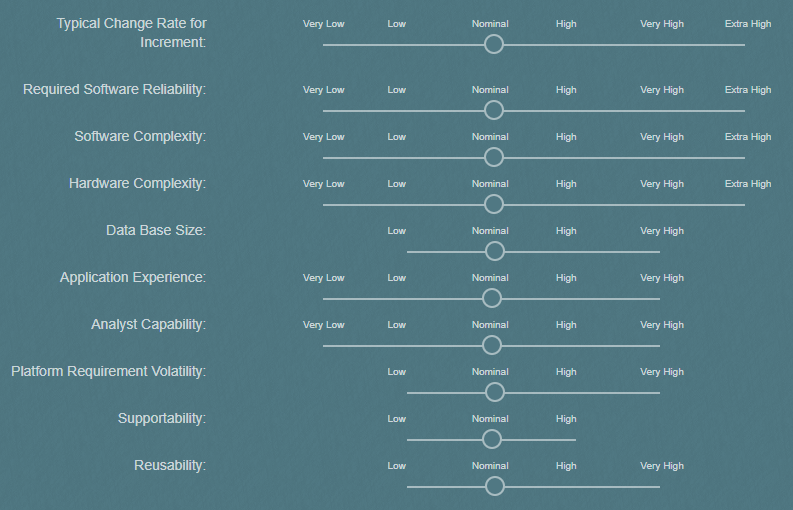 Typical Change Rate for Increment:
Very Low Low Nominal High Very High Extra High
Required Software Reliability: Very Low Low Nominal High Very High Extra High
Software Complexity: Very Low Low Nominal High Very High Extra High
Hardware Complexity: Very Low Low Nominal High Very High Extra High
Data Base Size: Low Nominal High Very High
Application Experience: Very Low Low Nominal High Very High
Analyst Capability: Very Low Low Nominal High Very High
Platform Requirement Volatility: Low Nominal High Very High
Supportability: Low Nominal High
Reusability: Low Nominal High Very High